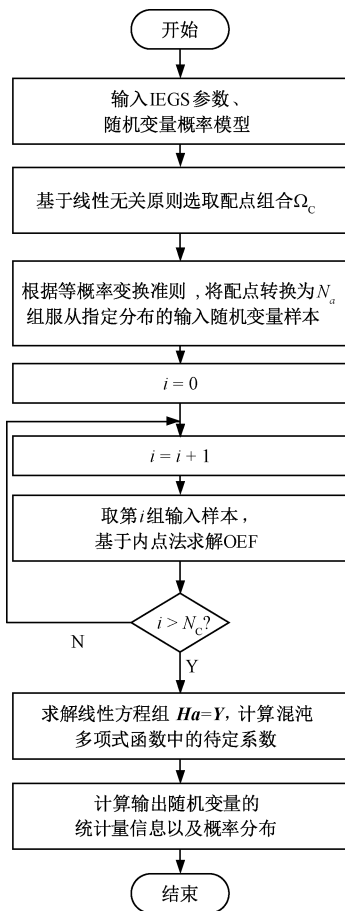 开始
输入IEGS参数、
随机变量概率模型
基于线性无关原则选取配点组合Ω_C
根据等概率变换准则,将配点转换为N_a
组服从指定分布的输入随机变量样本
i = 0
i = i + 1
取第i组输入样本,
基于内点法求解OEF
i > N_C?
N
Y
求解线性方程组 Ha=Y, 计算混沌
多项式函数中的待定系数
计算输出随机变量的
统计量信息以及概率分布
结束